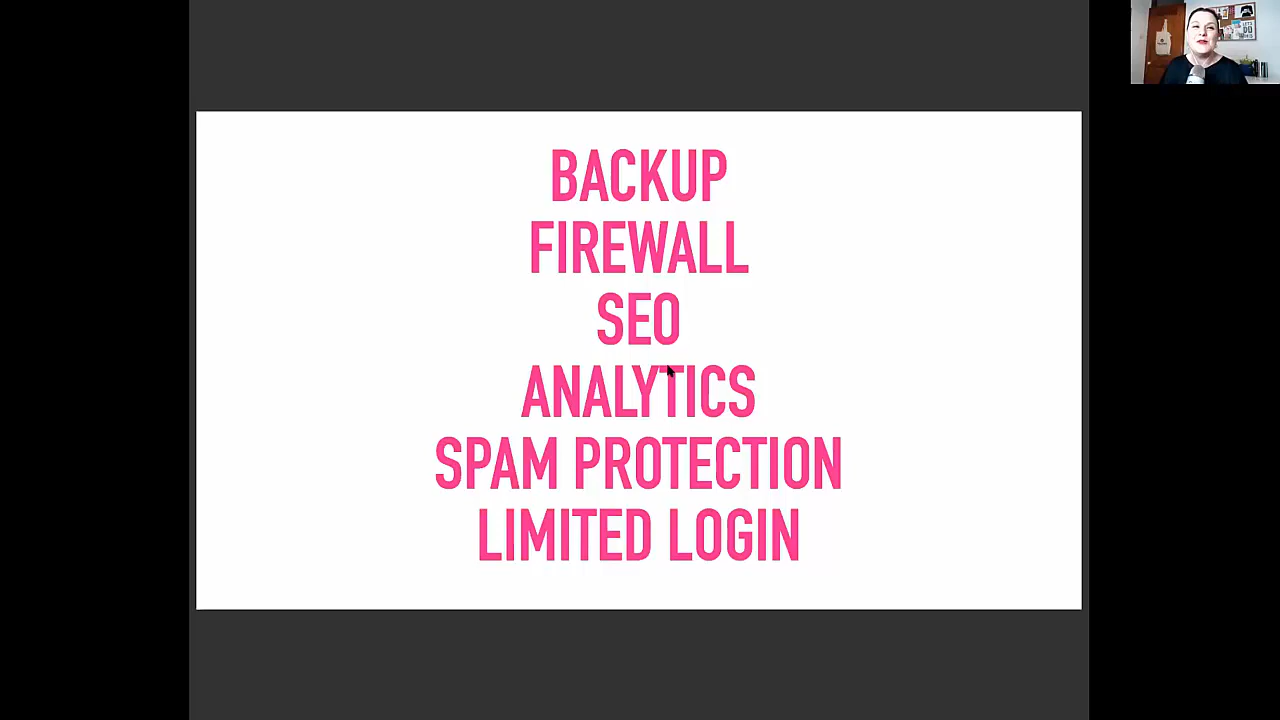 BACKUP
FIREWALL
SEO
ANALYTICS
SPAM PROTECTION
LIMITED LOGIN